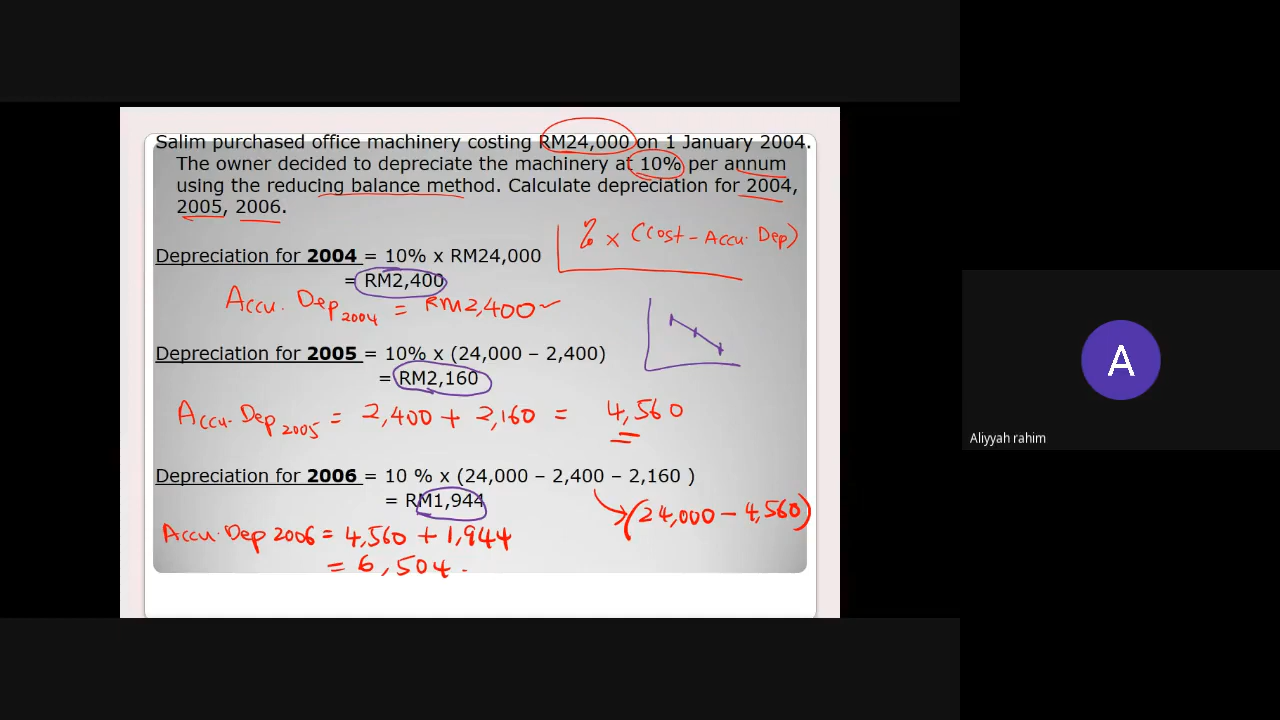 Salim purchased office machinery costing RM24,000 on 1 January 2004.
The owner decided to depreciate the machinery at 10% per annum
using the reducing balance method. Calculate depreciation for 2004,
2005, 2006.
% x (Cost - Accu. Dep)
Depreciation for 2004 = 10% x RM24,000
= RM2,400
Accu. Dep 2004 = RM2,400
Depreciation for 2005 = 10% x (24,000 – 2,400)
= RM2,160
Accu. Dep 2005 = 2,400 + 2,160 = 4,560
Depreciation for 2006 = 10 % x (24,000 – 2,400 – 2,160 )
= RM1,944
(24,000 - 4,560)
Accu. Dep 2006 = 4,560 + 1,944
= 6,504
A
Aliyyah rahim